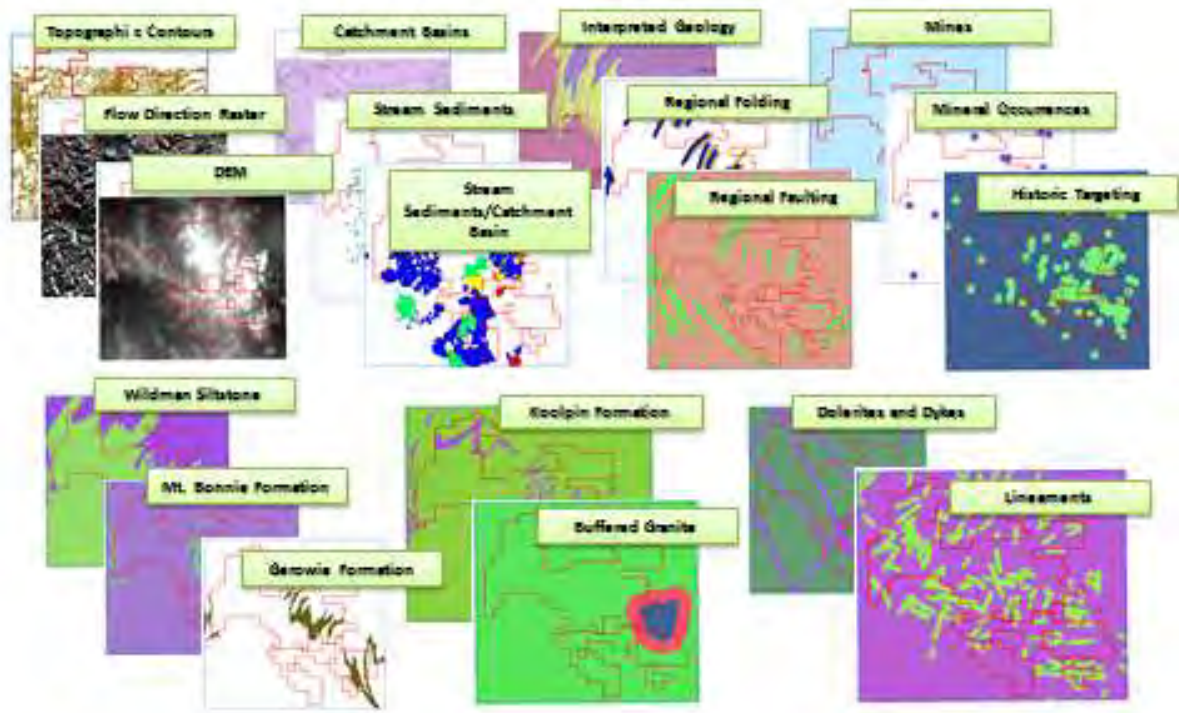 Topographic Contours
Catchment Basins
Interpreted Geology
Mines
Flow Direction Raster
Stream Sediments
Regional Folding
Mineral Occurrences
DEM
Stream
Sediments/Catchment
Basin
Regional Faulting
Historic Targeting
Wildman Siltstone
Koolpin Formation
Dolerites and Dykes
Mt. Bonnie Formation
Lineaments
Buffered Granite
Gerowie Formation